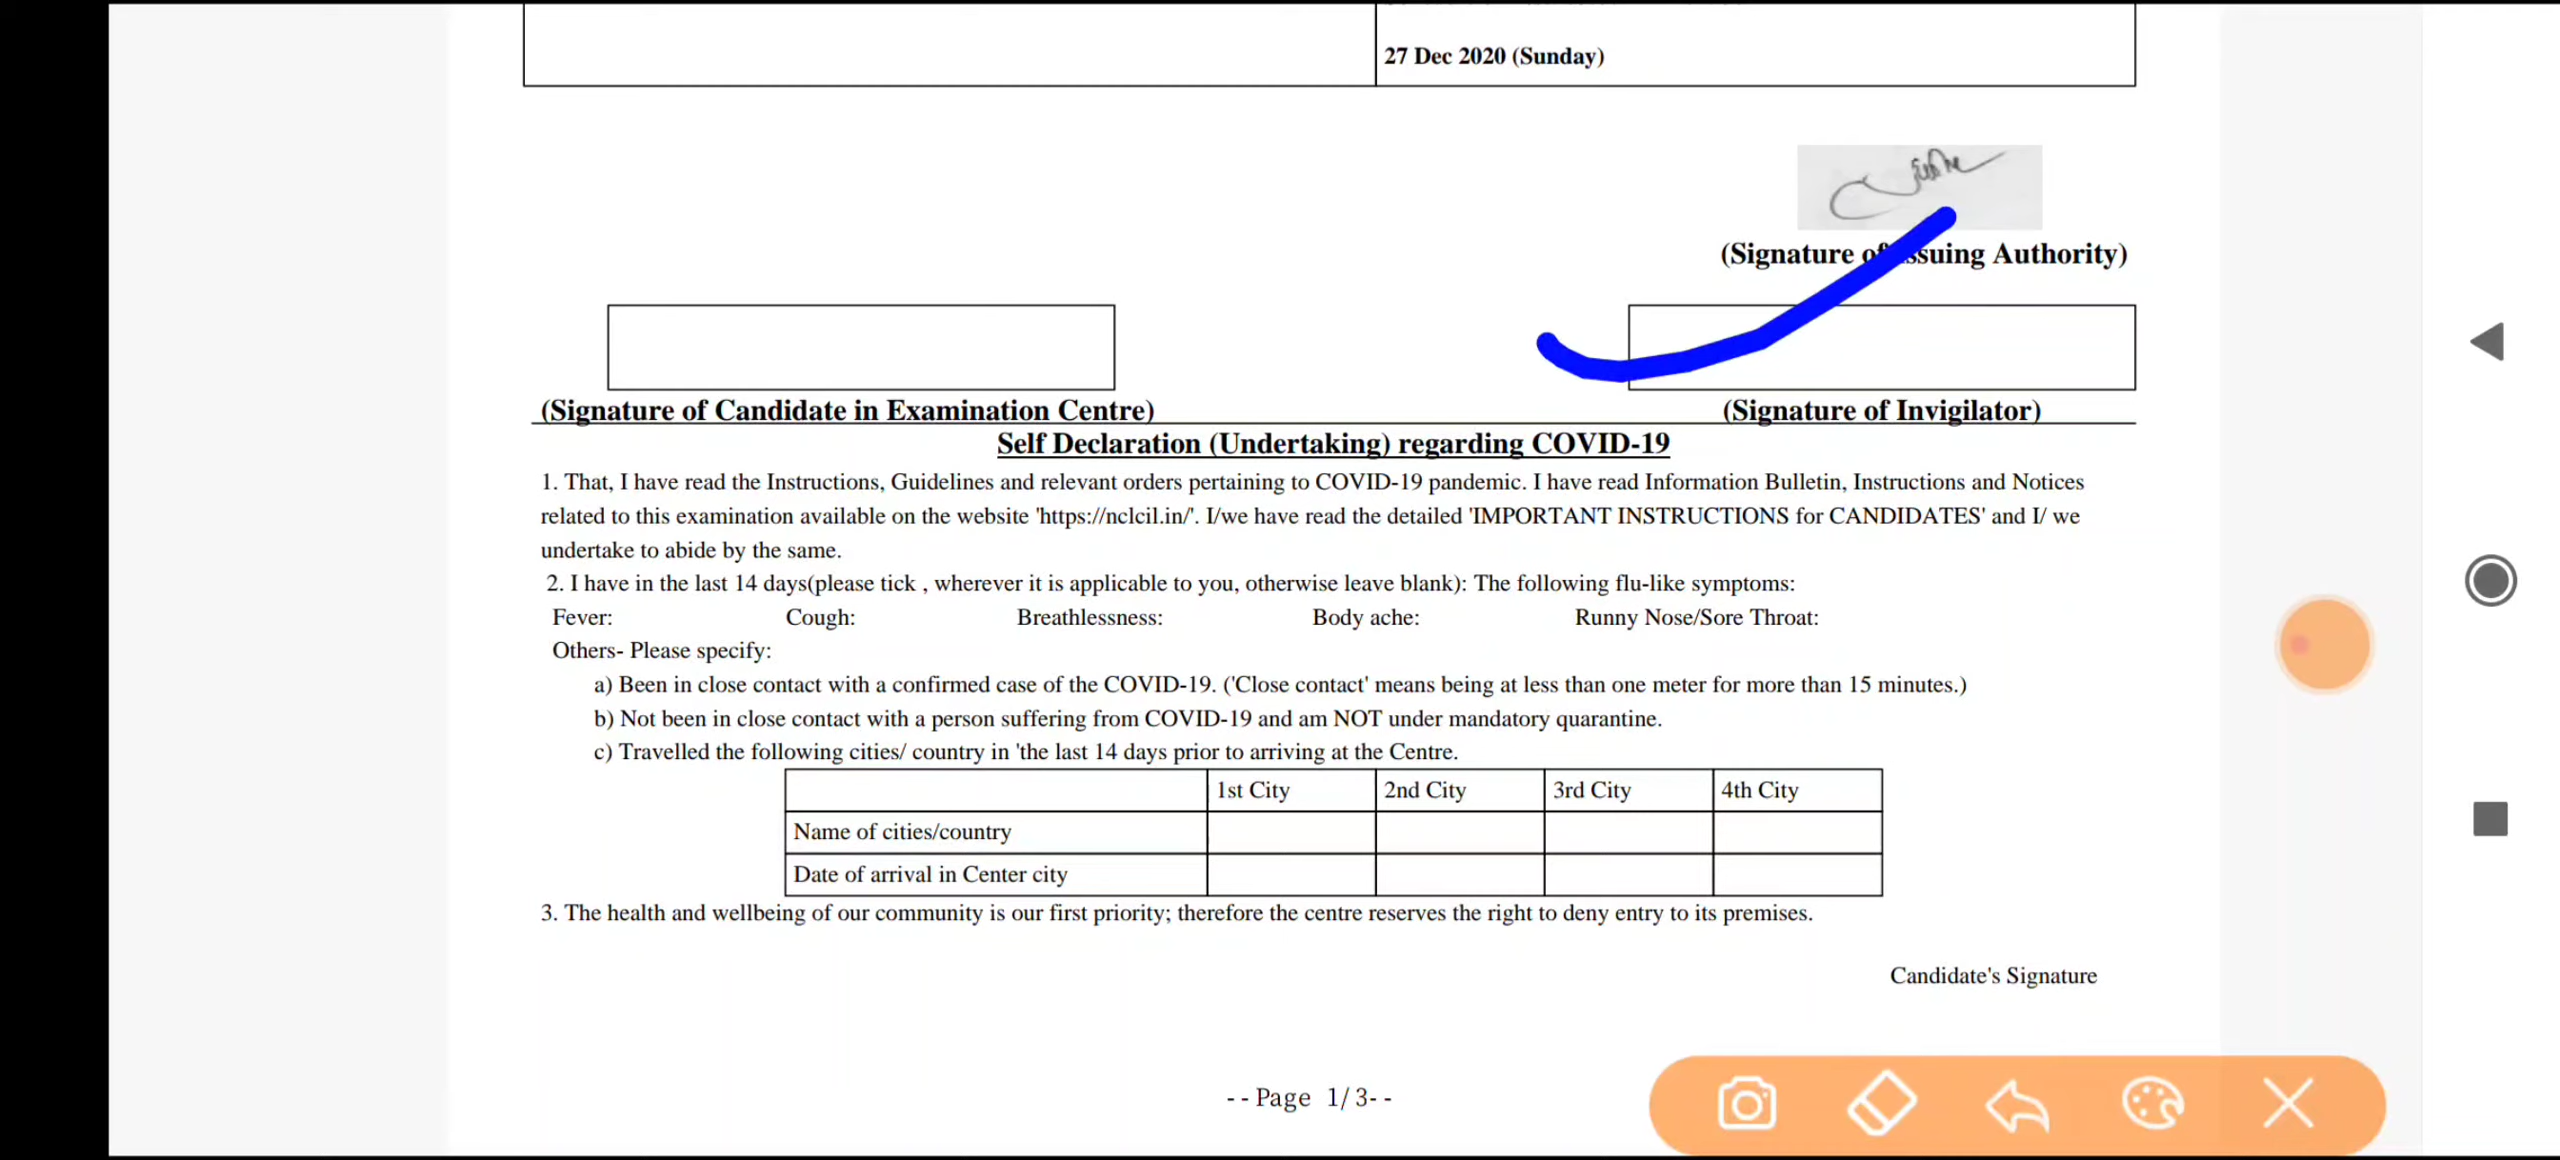 27 Dec 2020 (Sunday)
(Signature of Issuing Authority)
(Signature of Candidate in Examination Centre)
(Signature of Invigilator)
Self Declaration (Undertaking) regarding COVID-19
1. That, I have read the Instructions, Guidelines and relevant orders pertaining to COVID-19 pandemic. I have read Information Bulletin, Instructions and Notices
related to this examination available on the website 'https://nclcil.in/'. I/we have read the detailed 'IMPORTANT INSTRUCTIONS for CANDIDATES' and I/ we
undertake to abide by the same.
2. I have in the last 14 days(please tick , wherever it is applicable to you, otherwise leave blank): The following flu-like symptoms:
Fever: Cough: Breathlessness: Body ache: Runny Nose/Sore Throat:
Others- Please specify:
a) Been in close contact with a confirmed case of the COVID-19. ('Close contact' means being at less than one meter for more than 15 minutes.)
b) Not been in close contact with a person suffering from COVID-19 and am NOT under mandatory quarantine.
c) Travelled the following cities/ country in 'the last 14 days prior to arriving at the Centre.
1st City 2nd City 3rd City 4th City
Name of cities/country
Date of arrival in Center city
3. The health and wellbeing of our community is our first priority; therefore the centre reserves the right to deny entry to its premises.
Candidate's Signature
-- Page 1/3--